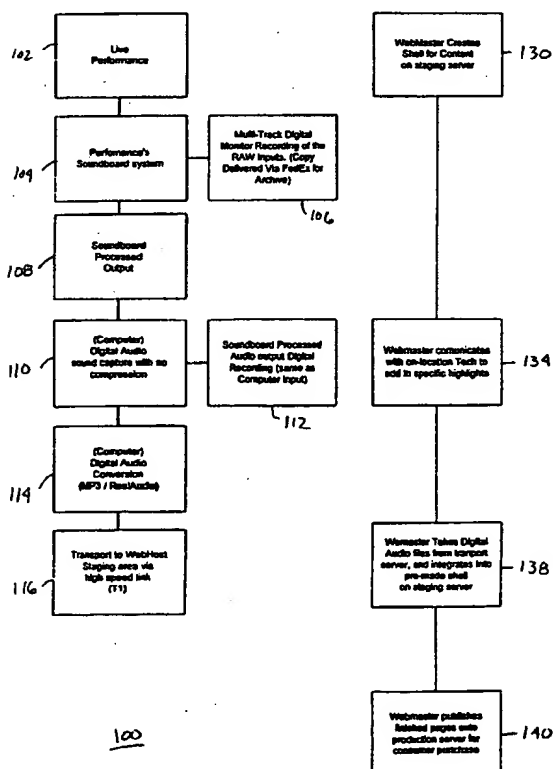 102
Live
Performance
104
Perfomance's
Soundboard system
Multi-Track Digital
Monitor Recording of the
RAW Inputs. (Copy
Delivered Via FedEx for
Archive)
106
108
Soundboard
Processed
Output
110
(Computer)
Digital Audio
sound capture with no
compression
Soundboard Processed
Audio output Digital
Recording (same as
Computer Input)
112
114
(Computer)
Digital Audio
Conversion
(MP3 / RealAudio)
116
Transport to WebHost
Staging area via
high speed link
(T1)
100
WebMaster Creates
Shell for Content
on staging server
130
Webmaster comunicates
with on-location Tech to
add in specific highlights
134
Wemaster Takes Digital
Audio files from tranport
server, and integrates into
pre-made shell
on staging server
138
Webmaster publishes
finished pages onto
production server for
consumer purchase
140